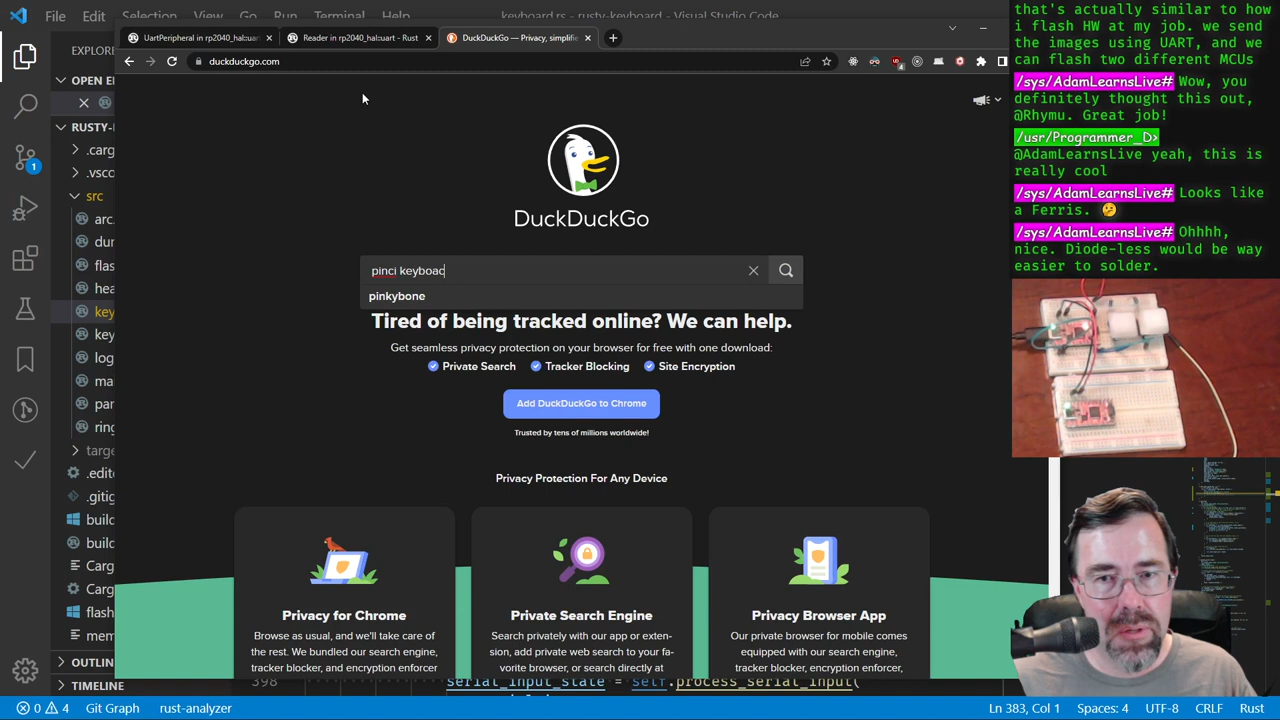 File Edit Selection View Go Run Terminal Help
keyboard.rs - rusty-keyboard - Visual Studio Code
UartPeripheral in rp2040_hal::uar
Reader in rp2040_hal::uart - Rust
DuckDuckGo — Privacy, simplifie
duckduckgo.com
4
EXPLOR
OPEN E
RUSTY-
.carg
.vscc
src
arc.
dur
flas
hea
key
key
log
ma
par
ring
targe
.edite
.gitig
build
build
Carg
Carg
flash
mem
OUTLIN
TIMELINE
1
DuckDuckGo
pinci keyboac
pinkybone
Tired of being tracked online? We can help.
Get seamless privacy protection on your browser for free with one download:
Private Search
Tracker Blocking
Site Encryption
Add DuckDuckGo to Chrome
Trusted by tens of millions worldwide!
Privacy Protection For Any Device
Privacy for Chrome
Browse as usual, and we'll take care of
the rest. We bundled our search engine,
tracker blocker, and encryption enforcer
Private Search Engine
Search privately with our app or exten-
sion, add private web search to your fa-
vorite browser, or search directly at
Privacy Browser App
Our private browser for mobile comes
equipped with our search engine,
tracker blocker, encryption enforcer,
398
serial_input_state = self.process_serial_input(
0 4 Git Graph rust-analyzer
Ln 383, Col 1 Spaces: 4 UTF-8 CRLF Rust
that's actually similar to how
i flash HW at my job. we send
the images using UART, and we
can flash two different MCUs
/sys/AdamLearnsLive# Wow, you
definitely thought this out,
@Rhymu. Great job!
/usr/Programmer_D>
@AdamLearnsLive yeah, this is
really cool
/sys/AdamLearnsLive# Looks like
a Ferris. 🤔
/sys/AdamLearnsLive# Ohhhh,
nice. Diode-less would be way
easier to solder.